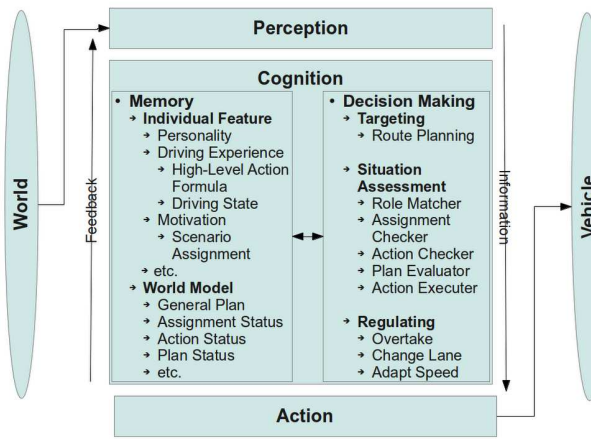 Perception
Cognition
• Memory
→ Individual Feature
→ Personality
→ Driving Experience
→ High-Level Action
Formula
→ Driving State
→ Motivation
→ Scenario
Assignment
→ etc.
→ World Model
→ General Plan
→ Assignment Status
→ Action Status
→ Plan Status
→ etc.
• Decision Making
→ Targeting
→ Route Planning
→ Situation
Assessment
→ Role Matcher
→ Assignment
Checker
→ Action Checker
→ Plan Evaluator
→ Action Executer
→ Regulating
→ Overtake
→ Change Lane
→ Adapt Speed
Action
World
Feedback
Information
Vehicle